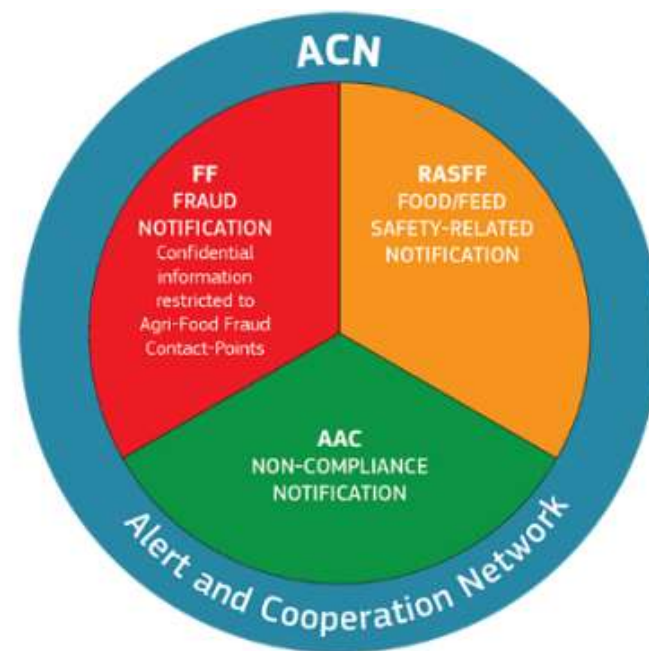 ACN
FF
FRAUD
NOTIFICATION
Confidential
information
restricted to
Agri-Food Fraud
Contact-Points
RASFF
FOOD/FEED
SAFETY-RELATED
NOTIFICATION
AAC
NON-COMPLIANCE
NOTIFICATION
Alert and Cooperation Network